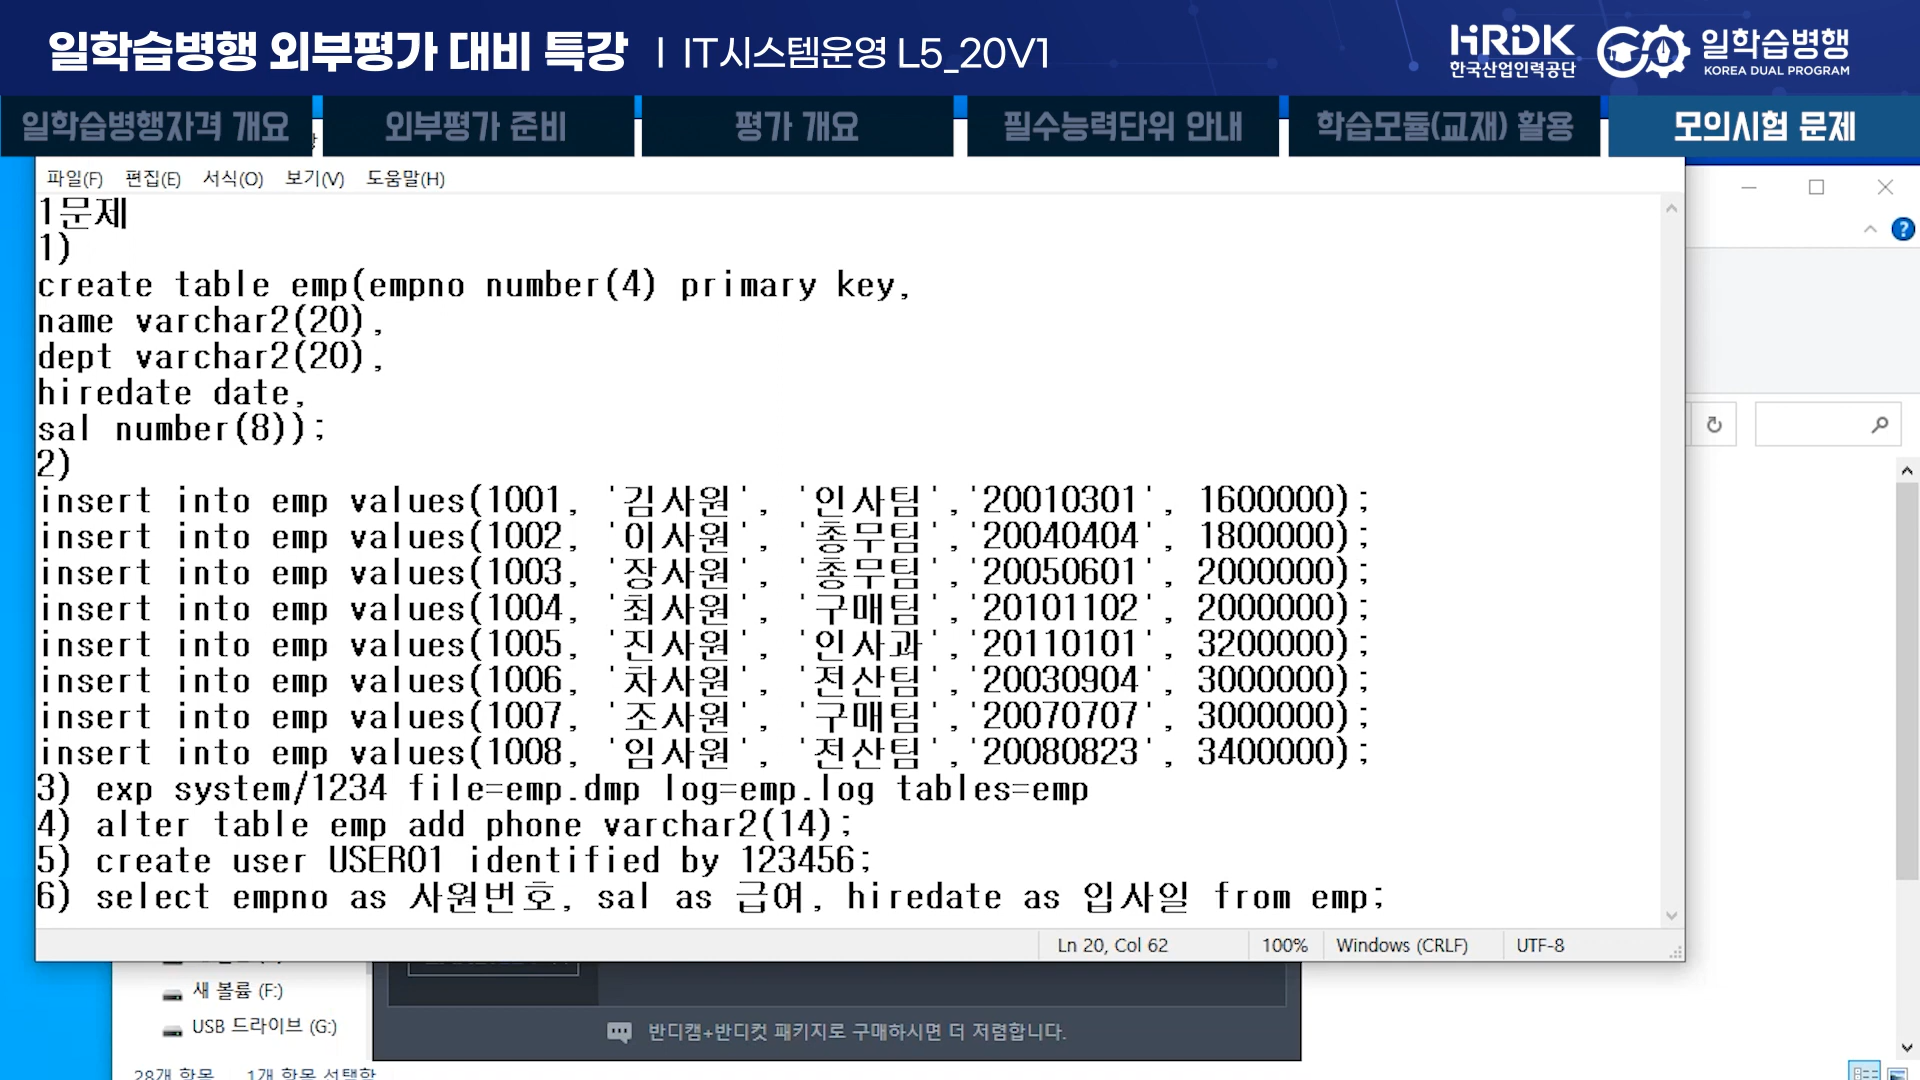 일학습병행 외부평가 대비 특강 | IT시스템운영 L5_20V1
HRDK 한국산업인력공단
일학습병행 KOREA DUAL PROGRAM
일학습병행자격 개요
외부평가 준비
평가 개요
필수능력단위 안내
학습모듈(교재) 활용
모의시험 문제
파일(F) 편집(E) 서식(O) 보기(V) 도움말(H)
1문제
1)
create table emp(empno number(4) primary key,
name varchar2(20),
dept varchar2(20),
hiredate date,
sal number(8));
2)
insert into emp values(1001, '김사원', '인사팀','20010301', 1600000);
insert into emp values(1002, '이사원', '총무팀','20040404', 1800000);
insert into emp values(1003, '장사원', '총무팀','20050601', 2000000);
insert into emp values(1004, '최사원', '구매팀','20101102', 2000000);
insert into emp values(1005, '진사원', '인사과','20110101', 3200000);
insert into emp values(1006, '차사원', '전산팀','20030904', 3000000);
insert into emp values(1007, '조사원', '구매팀','20070707', 3000000);
insert into emp values(1008, '임사원', '전산팀','20080823', 3400000);
3) exp system/1234 file=emp.dmp log=emp.log tables=emp
4) alter table emp add phone varchar2(14);
5) create user USER01 identified by 123456;
6) select empno as 사원번호, sal as 급여, hiredate as 입사일 from emp;
Ln 20, Col 62 100% Windows (CRLF) UTF-8
새 볼륨 (F:)
USB 드라이브 (G:)
반디캠+반디컷 패키지로 구매하시면 더 저렴합니다.
28개 항목 1개 항목 선택함